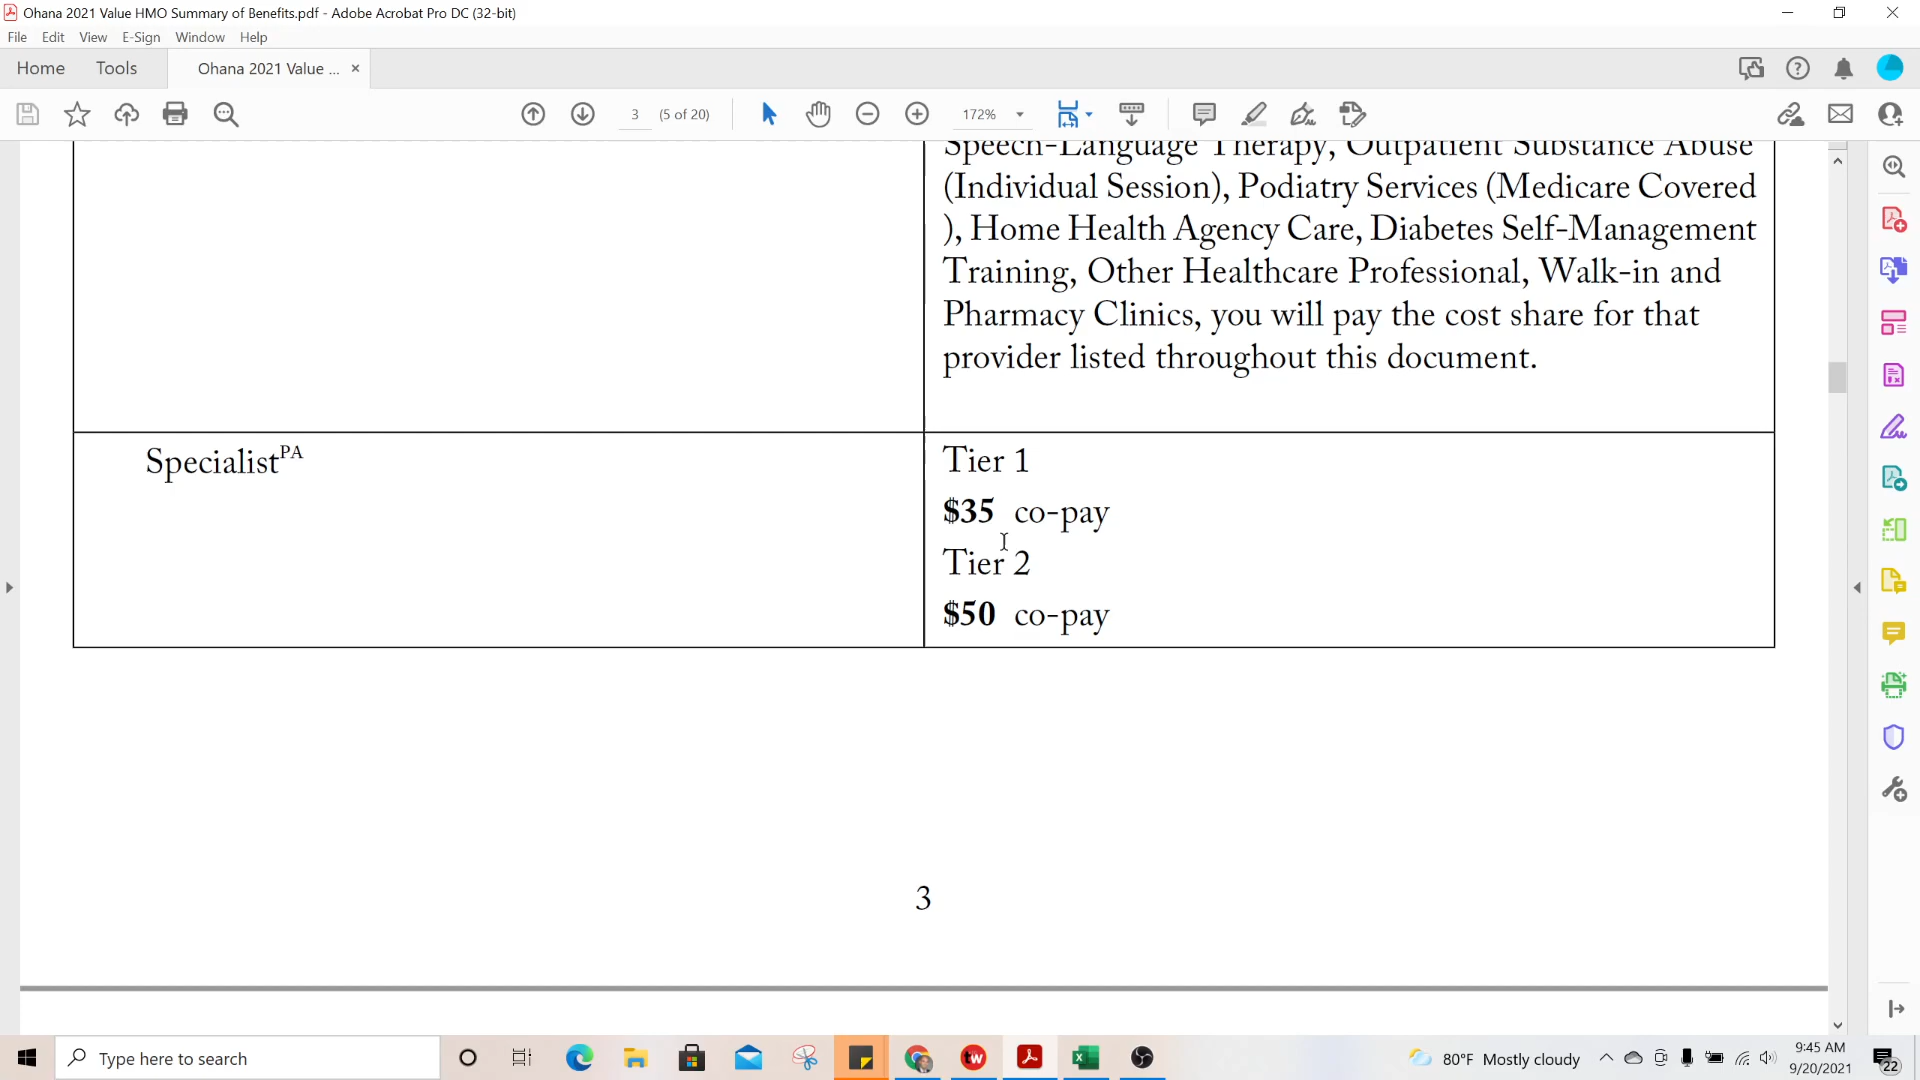 Ohana 2021 Value HMO Summary of Benefits.pdf - Adobe Acrobat Pro DC (32-bit)
File Edit View E-Sign Window Help
Home Tools Ohana 2021 Value ... ×
3 (5 of 20) 172%
Speech-Language Therapy, Outpatient Substance Abuse
(Individual Session), Podiatry Services (Medicare Covered
), Home Health Agency Care, Diabetes Self-Management
Training, Other Healthcare Professional, Walk-in and
Pharmacy Clinics, you will pay the cost share for that
provider listed throughout this document.
Specialist PA
Tier 1
$35 co-pay
Tier 2
$50 co-pay
3
Type here to search
tw
80°F Mostly cloudy
9:45 AM
9/20/2021
22